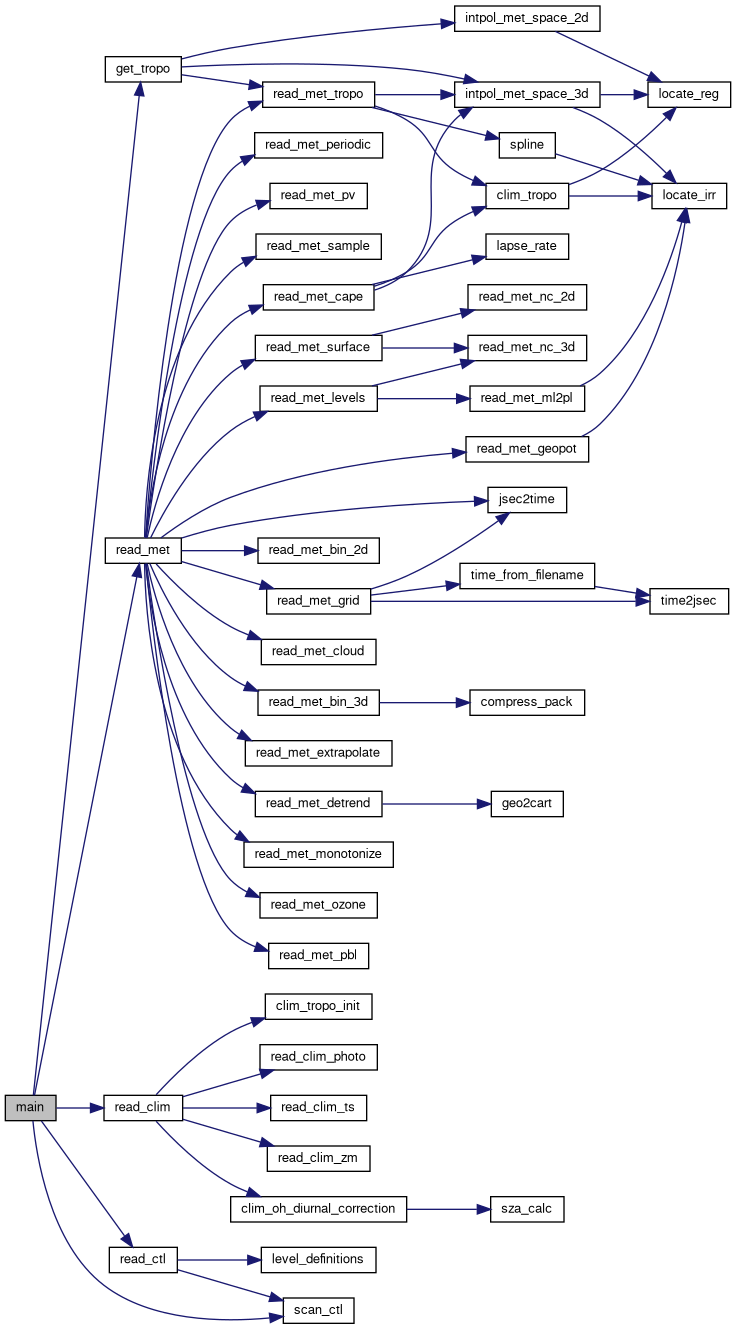 intpol_met_space_2d
get_tropo
read_met_tropo
intpol_met_space_3d
locate_reg
read_met_periodic
spline
read_met_pv
clim_tropo
locate_irr
read_met_sample
lapse_rate
read_met_cape
read_met_nc_2d
read_met_surface
read_met_nc_3d
read_met_levels
read_met_ml2pl
read_met_geopot
jsec2time
read_met
read_met_bin_2d
time_from_filename
read_met_grid
time2jsec
read_met_cloud
read_met_bin_3d
compress_pack
read_met_extrapolate
read_met_detrend
geo2cart
read_met_monotonize
read_met_ozone
read_met_pbl
clim_tropo_init
read_clim_photo
main
read_clim
read_clim_ts
read_clim_zm
clim_oh_diurnal_correction
sza_calc
read_ctl
level_definitions
scan_ctl